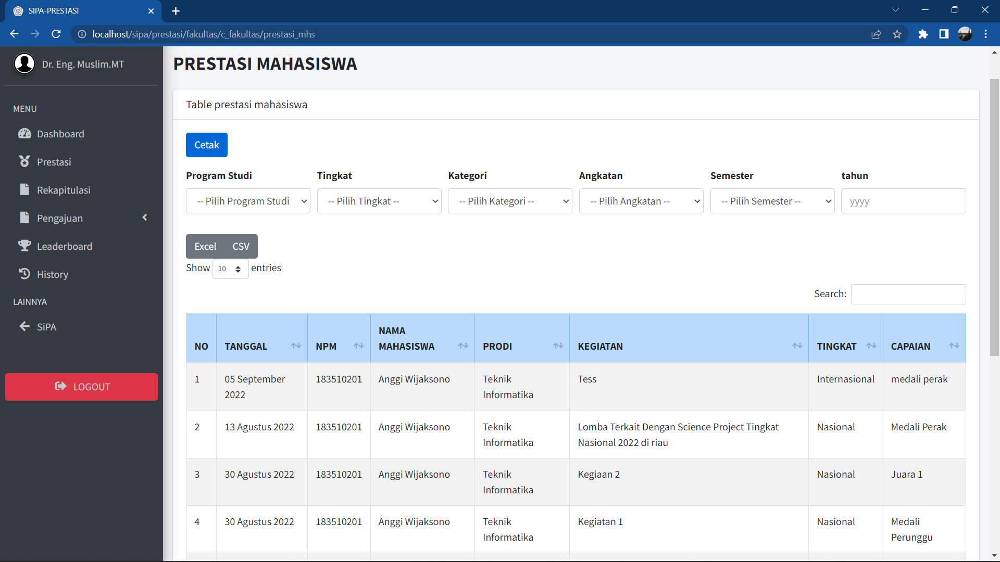 SIPA-PRESTASI
localhost/sipa/prestasi/fakultas/c_fakultas/prestasi_mhs
Dr. Eng. Muslim.MT
MENU
Dashboard
Prestasi
Rekapitulasi
Pengajuan
Leaderboard
History
LAINNYA
SiPA
LOGOUT
PRESTASI MAHASISWA
Table prestasi mahasiswa
Cetak
Program Studi Tingkat Kategori Angkatan Semester tahun
-- Pilih Program Studi -- Pilih Tingkat -- -- Pilih Kategori -- -- Pilih Angkatan -- -- Pilih Semester -- yyyy
Excel CSV
Show 10 entries
Search:
NO TANGGAL NPM NAMA MAHASISWA PRODI KEGIATAN TINGKAT CAPAIAN
1 05 September 2022 183510201 Anggi Wijaksono Teknik Informatika Tess Internasional medali perak
2 13 Agustus 2022 183510201 Anggi Wijaksono Teknik Informatika Lomba Terkait Dengan Science Project Tingkat Nasional 2022 di riau Nasional Medali Perak
3 30 Agustus 2022 183510201 Anggi Wijaksono Teknik Informatika Kegiaan 2 Nasional Juara 1
4 30 Agustus 2022 183510201 Anggi Wijaksono Teknik Informatika Kegiatan 1 Nasional Medali Perunggu